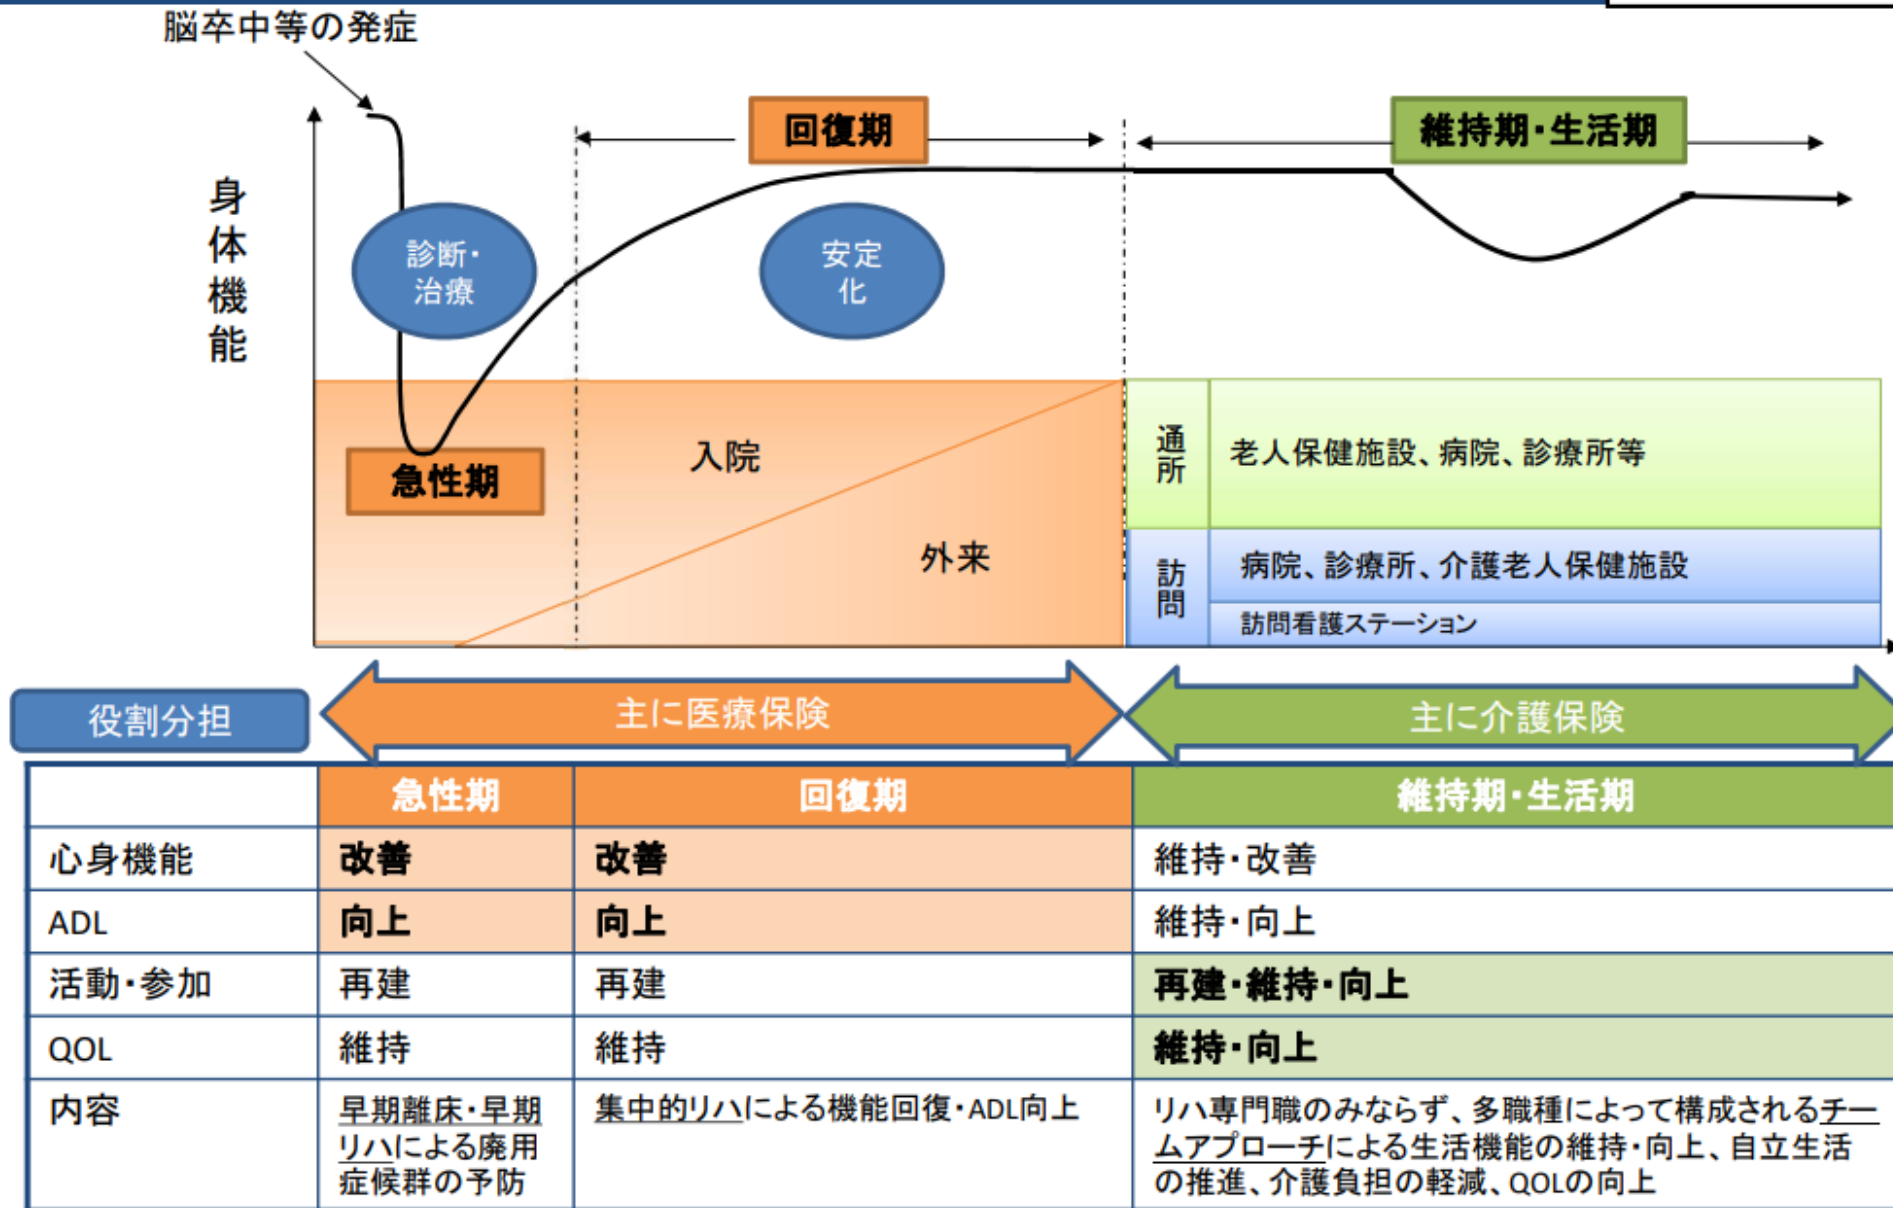 脳卒中等の発症
回復期
維持期・生活期
身体機能
診断・
治療
安定
化
急性期
入院
外来
通所
老人保健施設、病院、診療所等
訪問
病院、診療所、介護老人保健施設
訪問看護ステーション
役割分担
主に医療保険
主に介護保険
急性期
回復期
維持期・生活期
心身機能
改善
改善
維持・改善
ADL
向上
向上
維持・向上
活動・参加
再建
再建
再建・維持・向上
QOL
維持
維持
維持・向上
内容
早期離床・早期
リハによる廃用
症候群の予防
集中的リハによる機能回復・ADL向上
リハ専門職のみならず、多職種によって構成されるチー
ムアプローチによる生活機能の維持・向上、自立生活
の推進、介護負担の軽減、QOLの向上